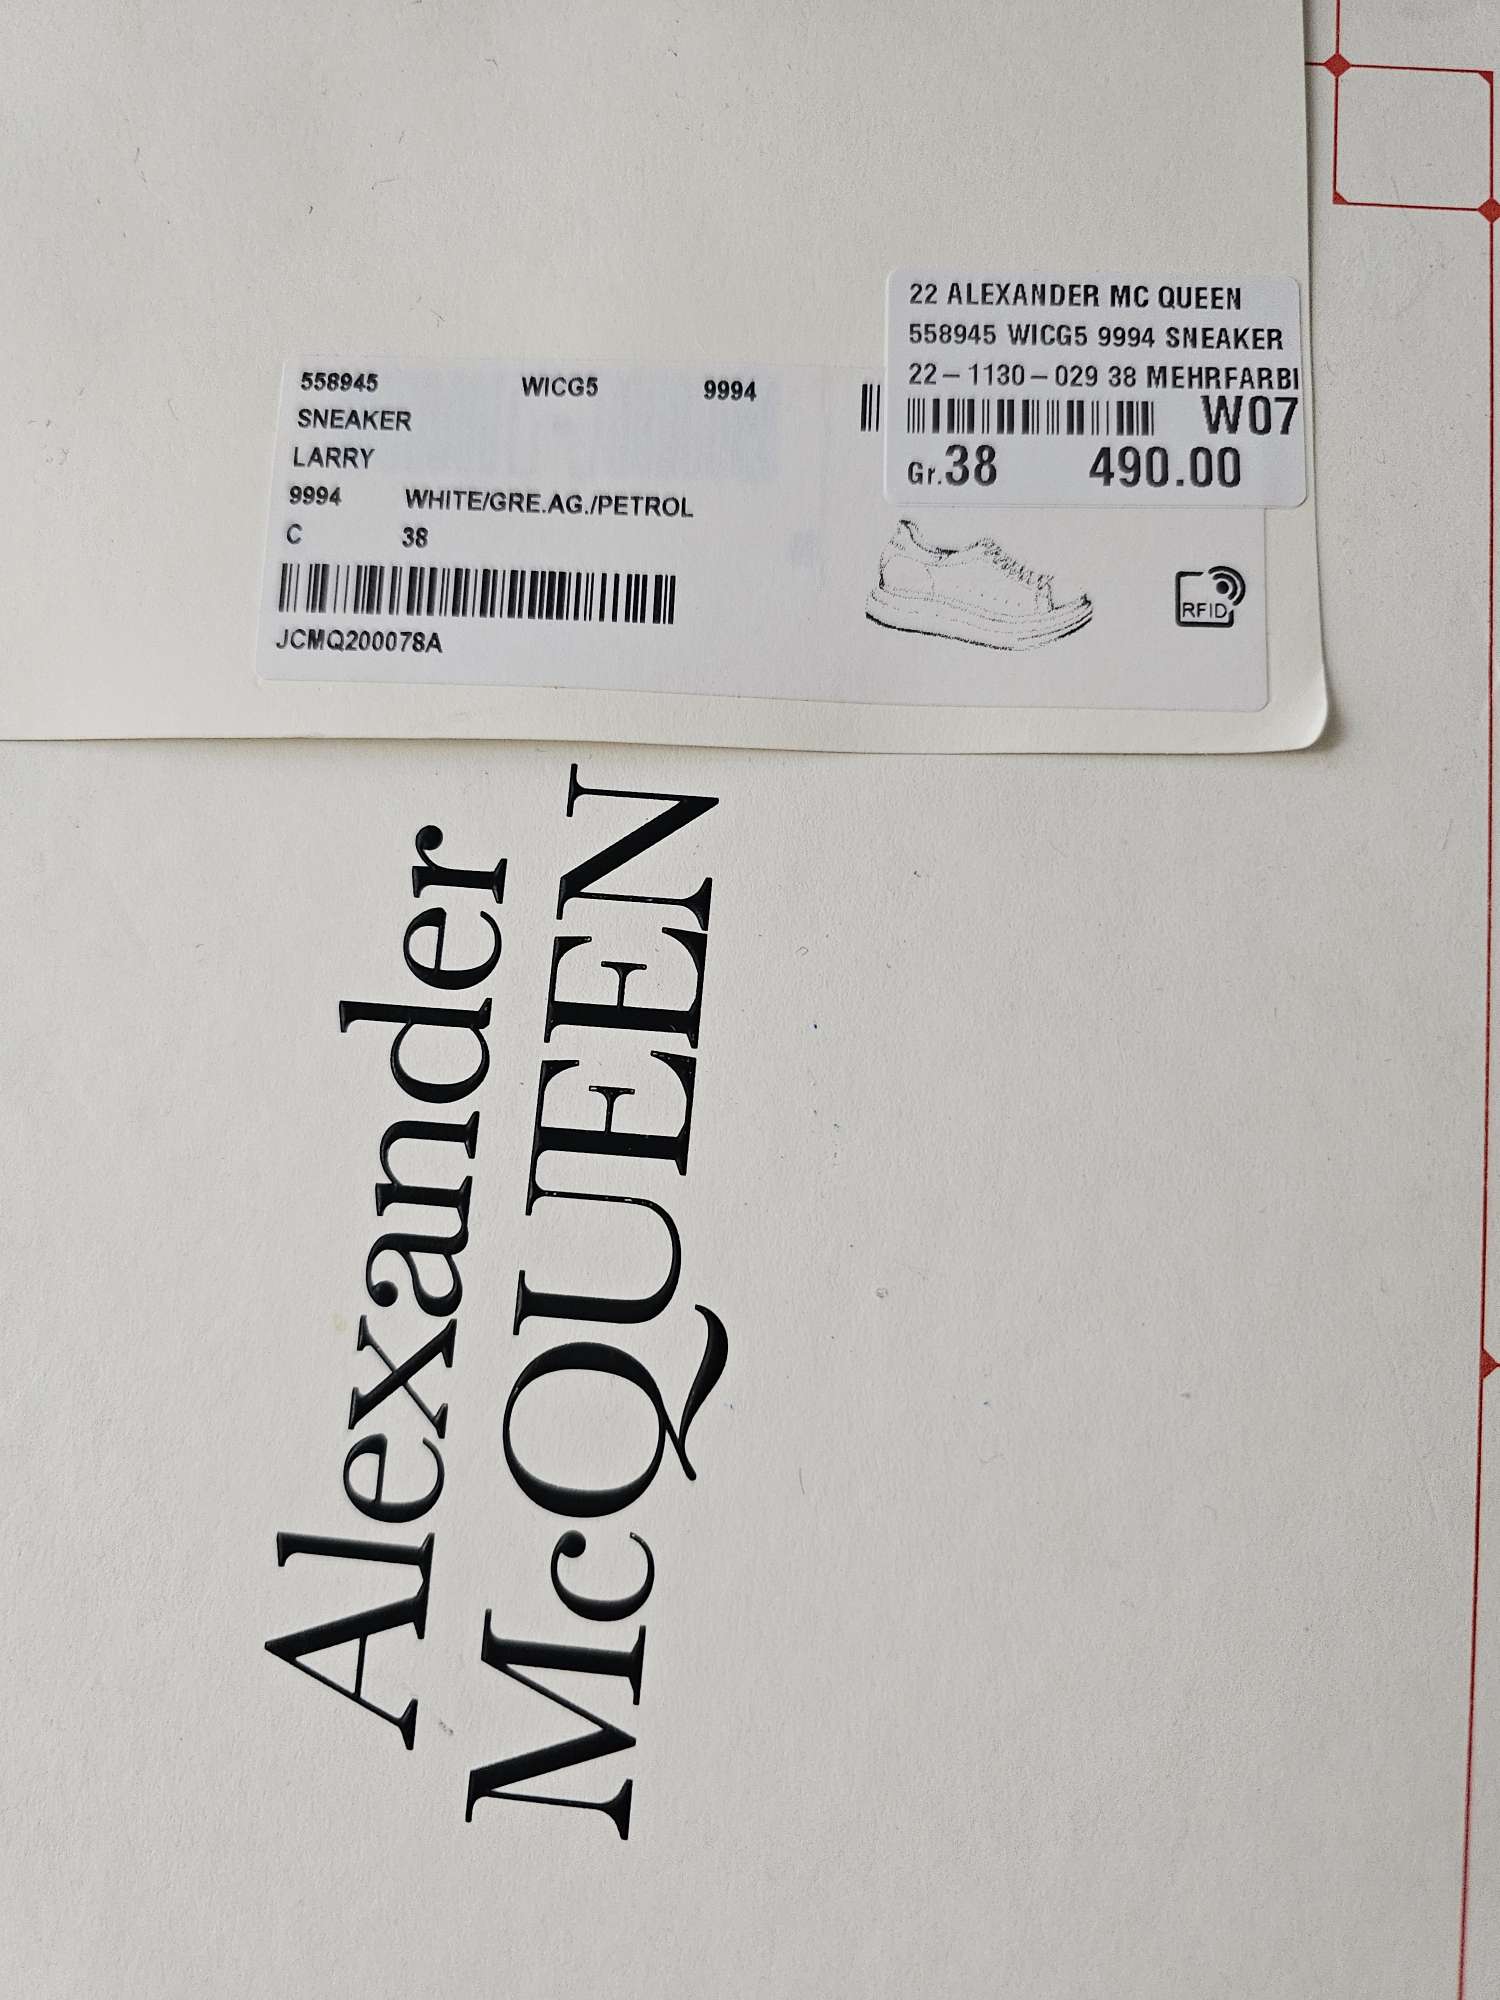 22 ALEXANDER MC QUEEN
558945 WICG5 9994 SNEAKER
22-1130-029 38 MEHRFARBI
W07
Gr.38 490.00
558945 WICG5 9994
SNEAKER
LARRY
9994 WHITE/GRE.AG./PETROL
C 38
JCMQ200078A
RFID
Alexander
McQUEEN